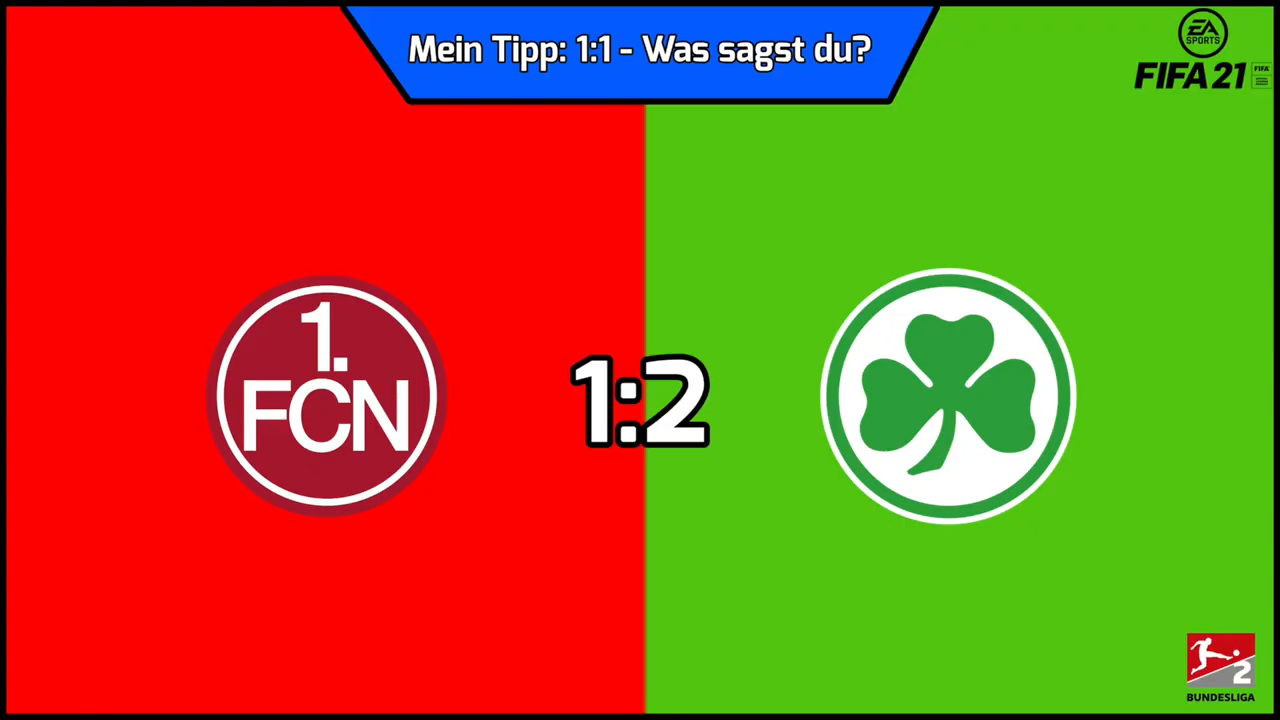 Mein Tipp: 1:1 - Was sagst du?
EA
SPORTS
FIFA 21
FIFA
1.
FCN
1:2
2
BUNDESLIGA